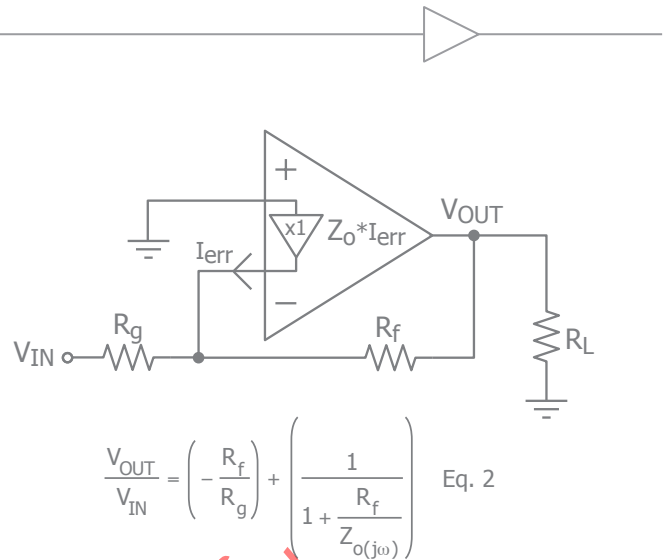 +
x1
Zo*Ierr
VOUT
Ierr
−
Rg
Rf
VIN
RL
VOUT/VIN = (−Rf/Rg) + (1/(1 + Rf/Zo(jω))) Eq. 2